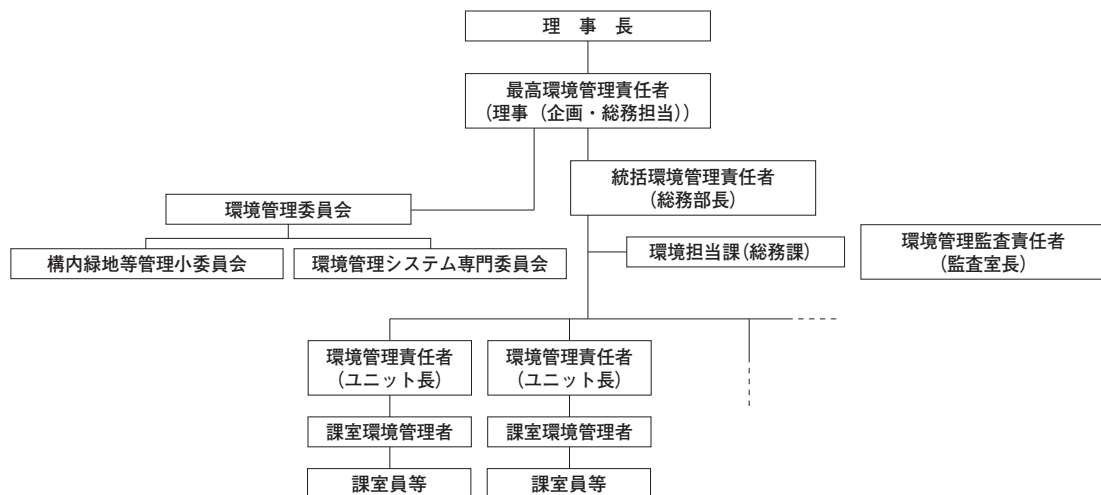 理　事　長
最高環境管理責任者
(理事（企画・総務担当）)
統括環境管理責任者
(総務部長)
環境管理委員会
構内緑地等管理小委員会
環境管理システム専門委員会
環境担当課(総務課)
環境管理監査責任者
(監査室長)
環境管理責任者
(ユニット長)
環境管理責任者
(ユニット長)
課室環境管理者
課室環境管理者
課室員等
課室員等